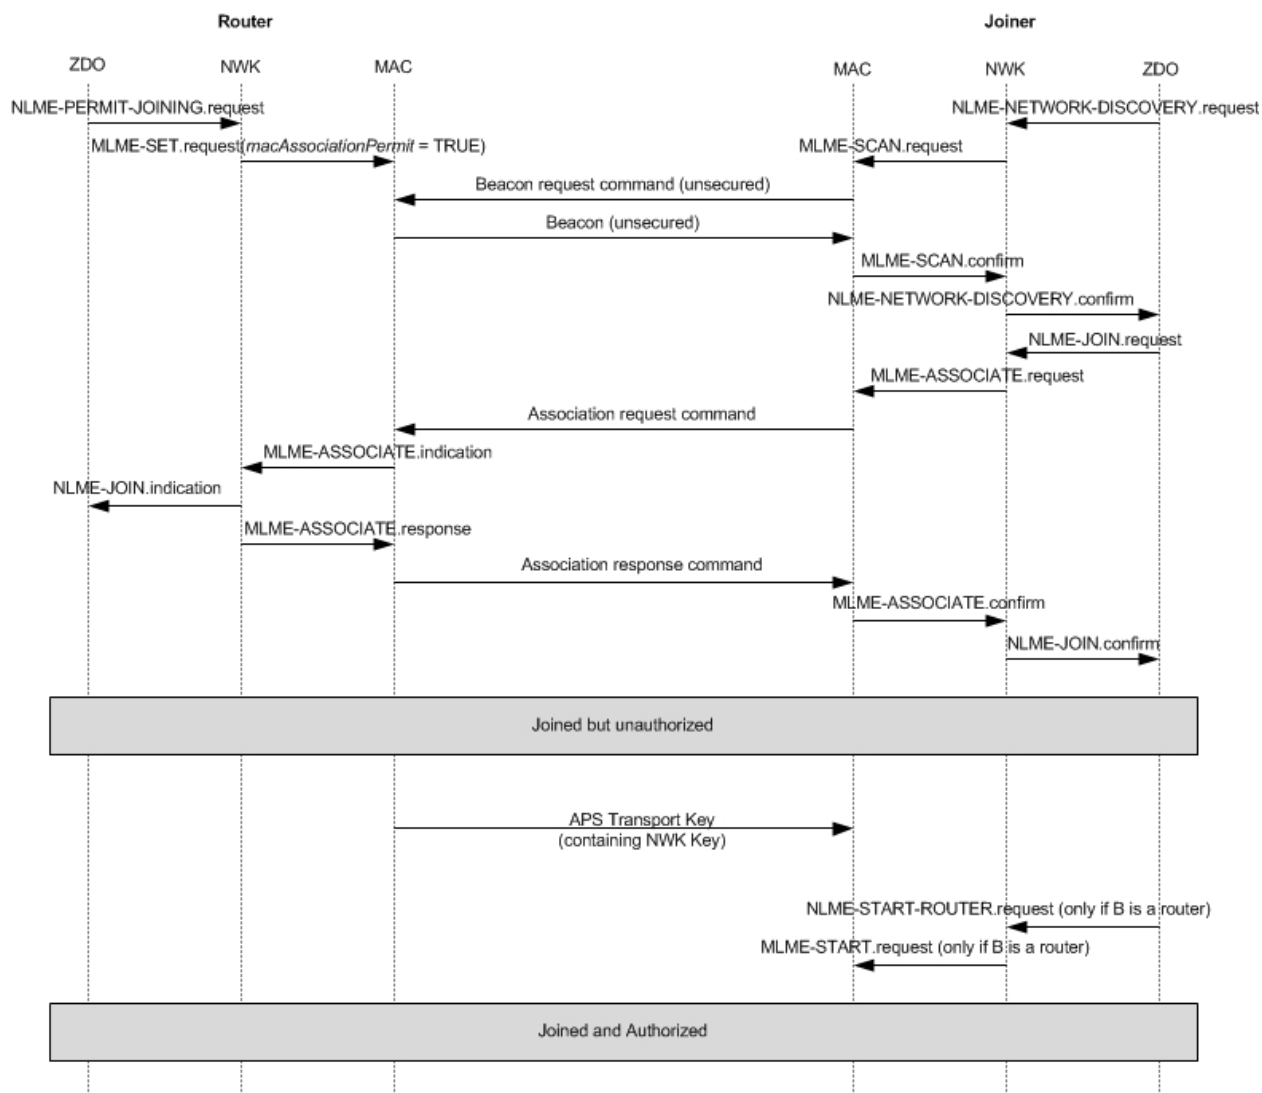 Router Joiner
ZDO NWK MAC MAC NWK ZDO
NLME-PERMIT-JOINING.request NLME-NETWORK-DISCOVERY.request
MLME-SET.request(macAssociationPermit = TRUE) MLME-SCAN.request
Beacon request command (unsecured)
Beacon (unsecured)
MLME-SCAN.confirm
NLME-NETWORK-DISCOVERY.confirm
NLME-JOIN.request
MLME-ASSOCIATE.request
Association request command
MLME-ASSOCIATE.indication
NLME-JOIN.indication
MLME-ASSOCIATE.response
Association response command
MLME-ASSOCIATE.confirm
NLME-JOIN.confirm
Joined but unauthorized
APS Transport Key
(containing NWK Key)
NLME-START-ROUTER.request (only if B is a router)
MLME-START.request (only if B is a router)
Joined and Authorized